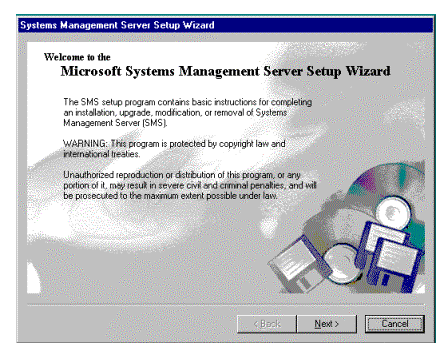 Systems Management Server Setup Wizard
Welcome to the
Microsoft Systems Management Server Setup Wizard
The SMS setup program contains basic instructions for completing
an installation, upgrade, modification, or removal of Systems
Management Server (SMS).
WARNING: This program is protected by copyright law and
international treaties.
Unauthorized reproduction or distribution of this program, or any
portion of it, may result in severe civil and criminal penalties, and will
be prosecuted to the maximum extent possible under law.
< Back
Next >
Cancel